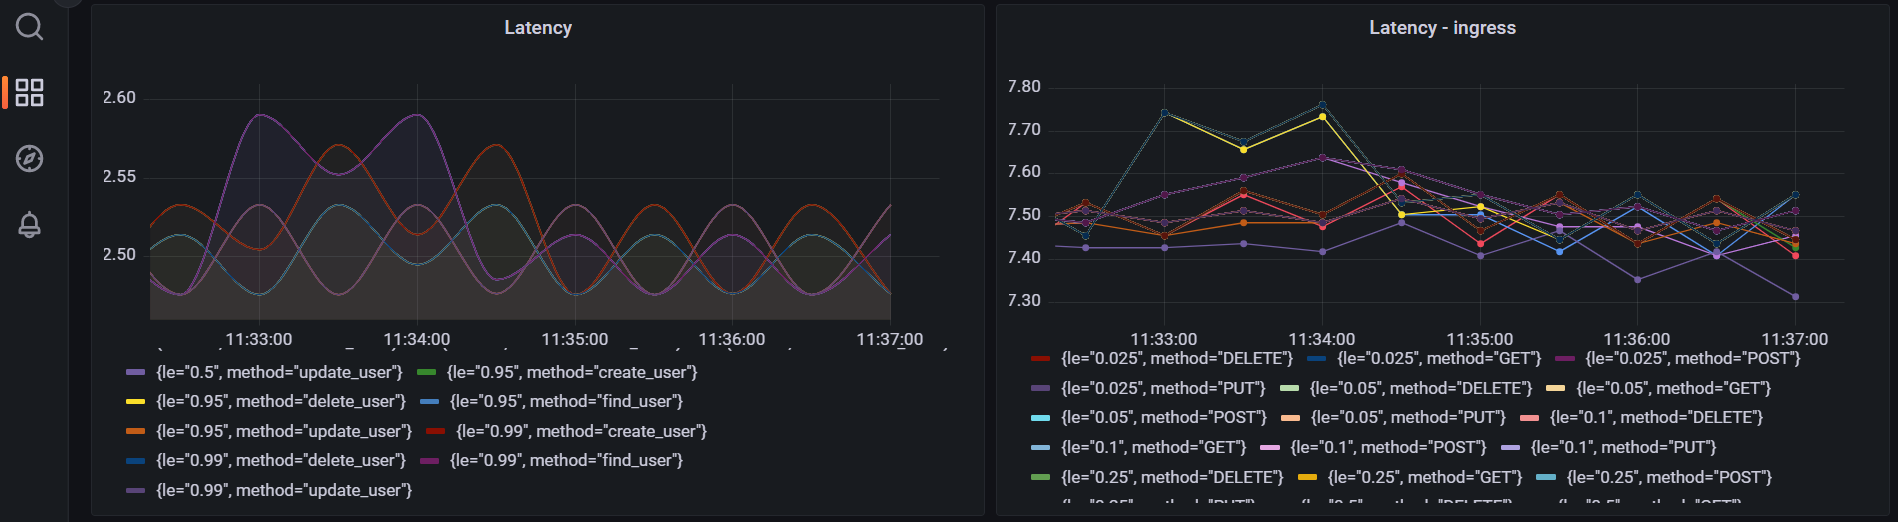 Latency
2.60
2.55
2.50
11:33:00 11:34:00 11:35:00 11:36:00 11:37:00
{le="0.5", method="update_user"} {le="0.95", method="create_user"}
{le="0.95", method="delete_user"} {le="0.95", method="find_user"}
{le="0.95", method="update_user"} {le="0.99", method="create_user"}
{le="0.99", method="delete_user"} {le="0.99", method="find_user"}
{le="0.99", method="update_user"}
Latency - ingress
7.80
7.70
7.60
7.50
7.40
7.30
11:33:00 11:34:00 11:35:00 11:36:00 11:37:00
{le="0.025", method="DELETE"} {le="0.025", method="GET"} {le="0.025", method="POST"}
{le="0.025", method="PUT"} {le="0.05", method="DELETE"} {le="0.05", method="GET"}
{le="0.05", method="POST"} {le="0.05", method="PUT"} {le="0.1", method="DELETE"}
{le="0.1", method="GET"} {le="0.1", method="POST"} {le="0.1", method="PUT"}
{le="0.25", method="DELETE"} {le="0.25", method="GET"} {le="0.25", method="POST"}